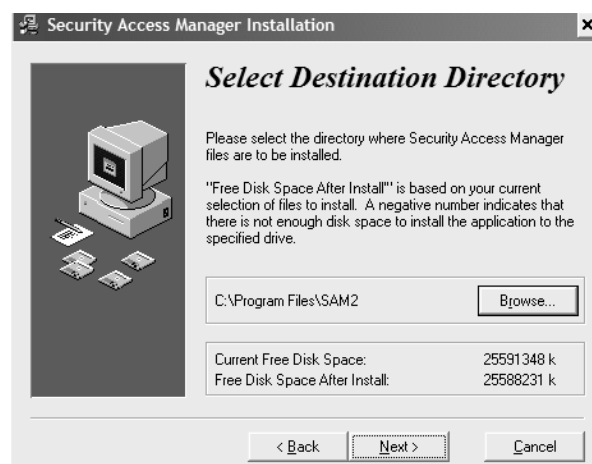 Security Access Manager Installation
Select Destination Directory
Please select the directory where Security Access Manager
files are to be installed.
"Free Disk Space After Install"' is based on your current
selection of files to install.  A negative number indicates that
there is not enough disk space to install the application to the
specified drive.
C:\Program Files\SAM2
Browse...
Current Free Disk Space: 25591348 k
Free Disk Space After Install: 25588231 k
< Back
Next >
Cancel